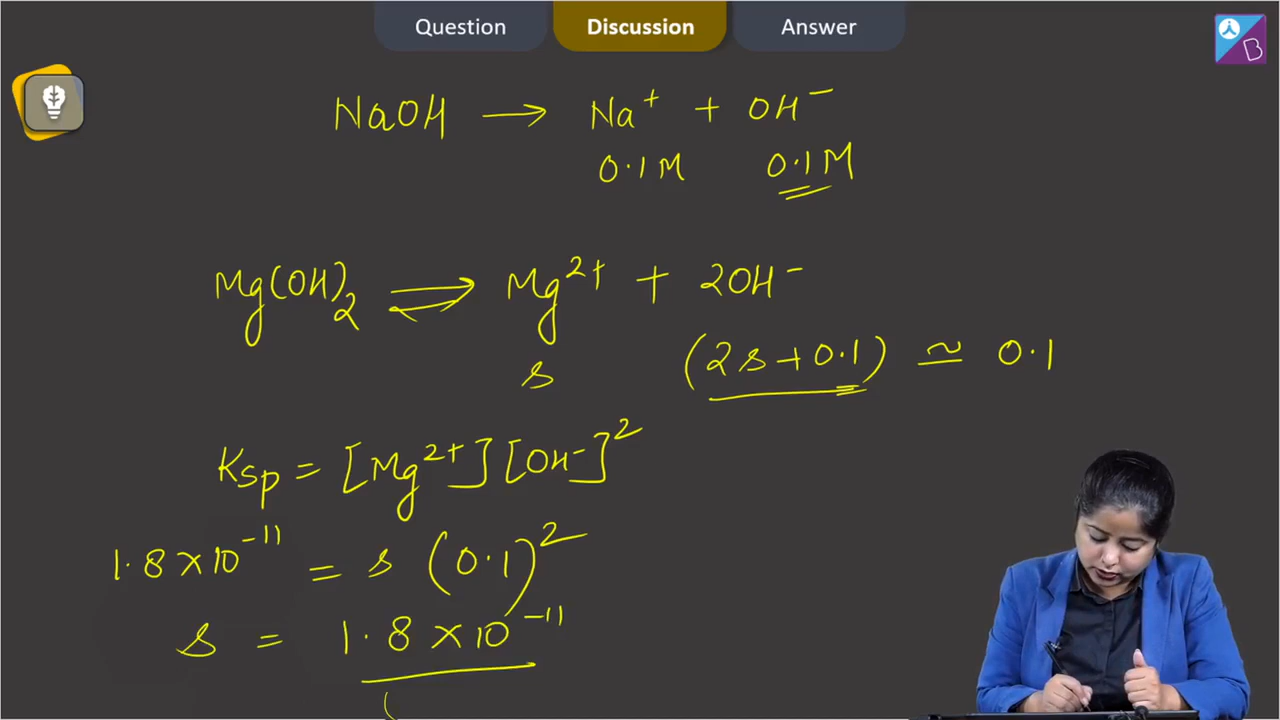 Question Discussion Answer
B
NaOH ⟶ Na⁺ + OH⁻
0.1M 0.1M
Mg(OH)₂ ⇌ Mg²⁺ + 2OH⁻
s (2s+0.1) ≃ 0.1
Ksp = [Mg²⁺][OH⁻]²
1.8×10⁻¹¹ = s (0.1)²
s = 1.8×10⁻¹¹
(